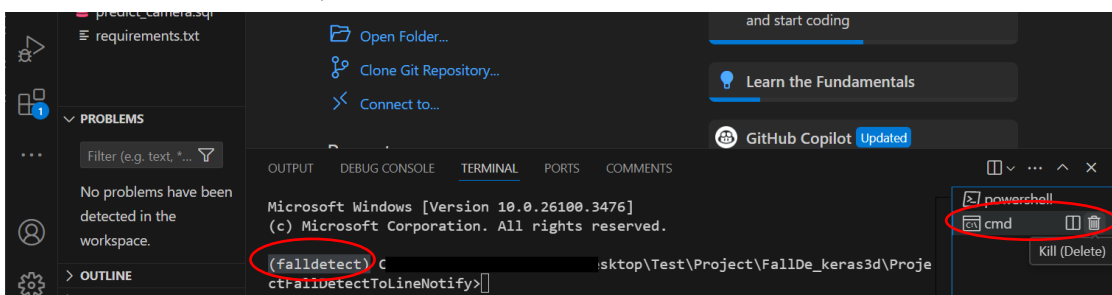 predict_camera.sql
requirements.txt
PROBLEMS
Filter (e.g. text, *...
No problems have been
detected in the
workspace.
OUTLINE
1
Open Folder...
Clone Git Repository...
Connect to...
and start coding
Learn the Fundamentals
GitHub Copilot Updated
OUTPUT DEBUG CONSOLE TERMINAL PORTS COMMENTS
Microsoft Windows [Version 10.0.26100.3476]
(c) Microsoft Corporation. All rights reserved.
(falldetect) C sktop\Test\Project\FallDe_keras3d\Proje
ctFallDetectToLineNotify>
powershell
cmd
Kill (Delete)